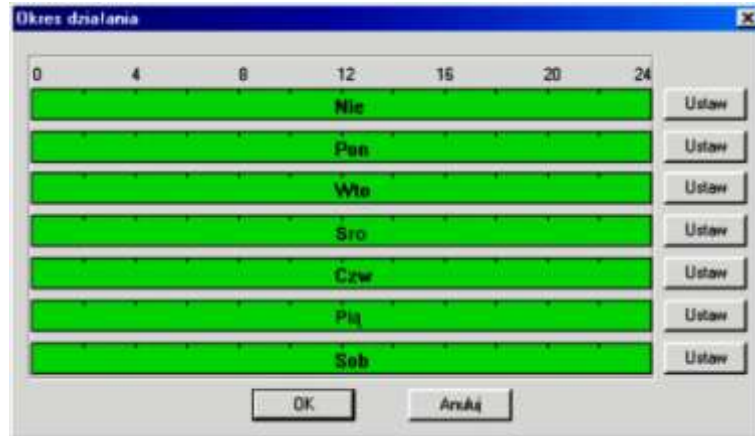 Okres działania
0 4 8 12 16 20 24
Nie Ustaw
Pon Ustaw
Wto Ustaw
Sro Ustaw
Czw Ustaw
Pią Ustaw
Sob Ustaw
OK Anuluj